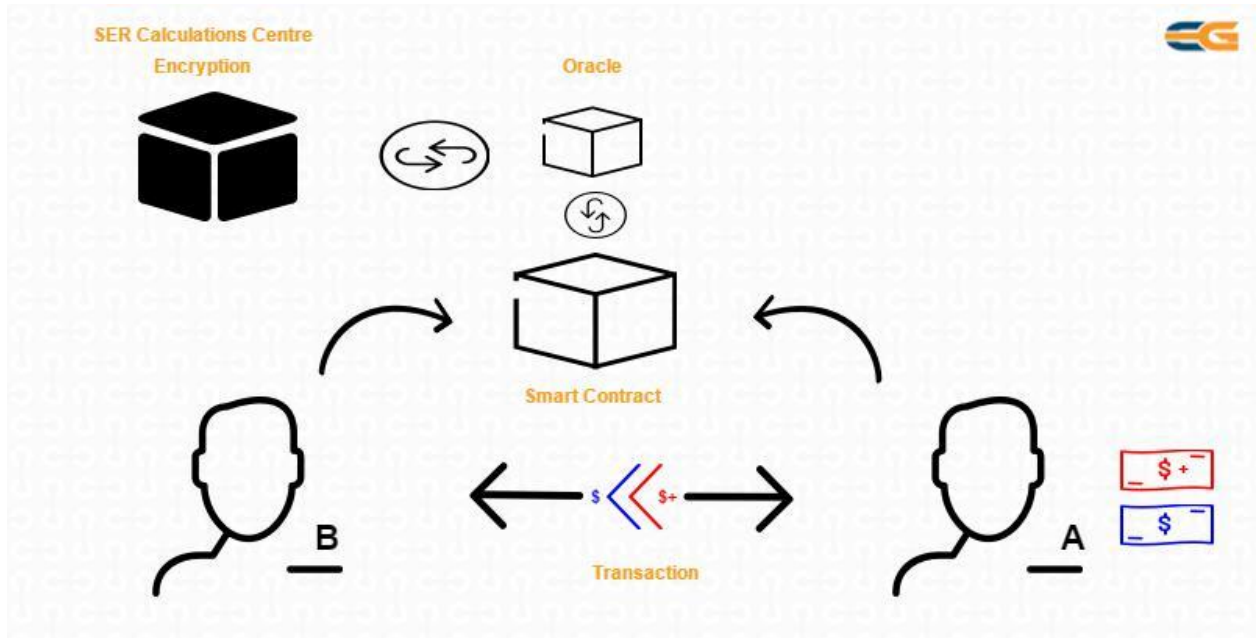 SER Calculations Centre
Encryption
Oracle
Smart Contract
B
$
$+
A
$ +
$
Transaction